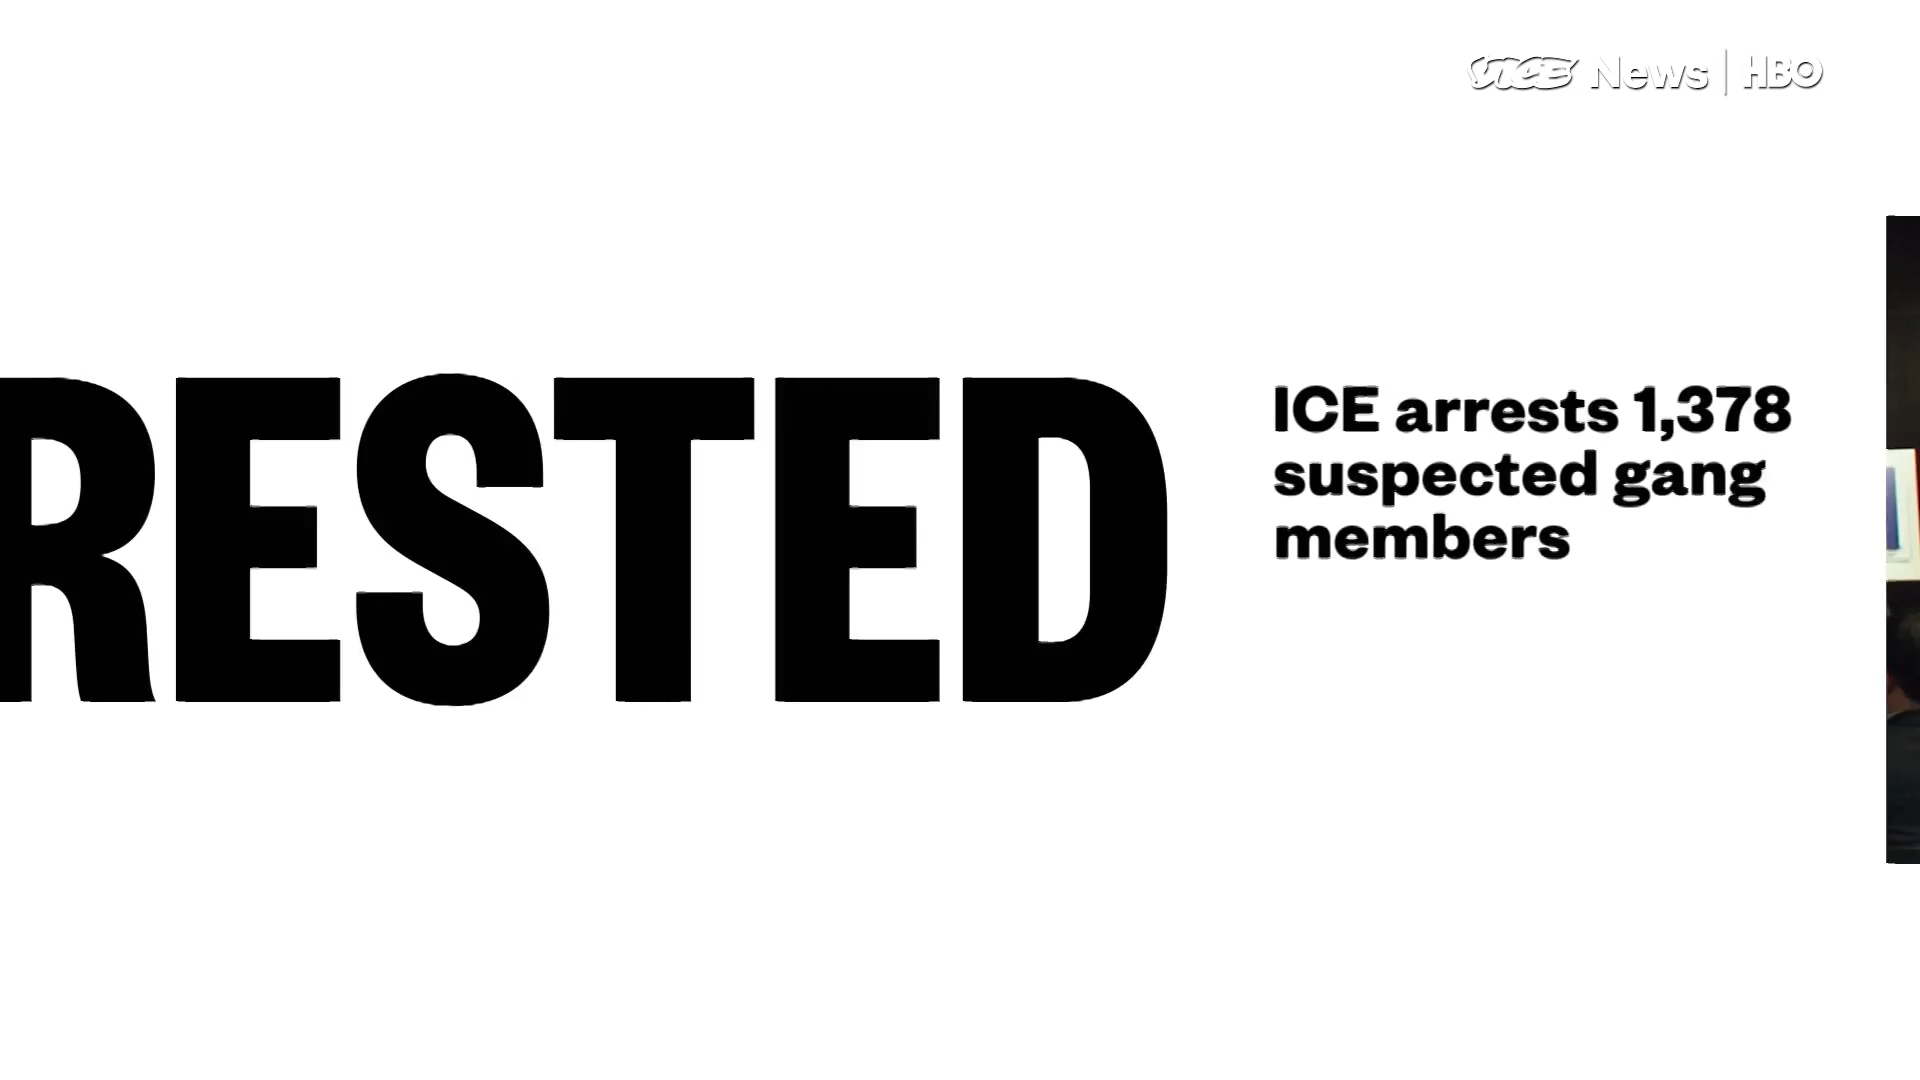 VICE News | HBO
RESTED
ICE arrests 1,378
suspected gang
members